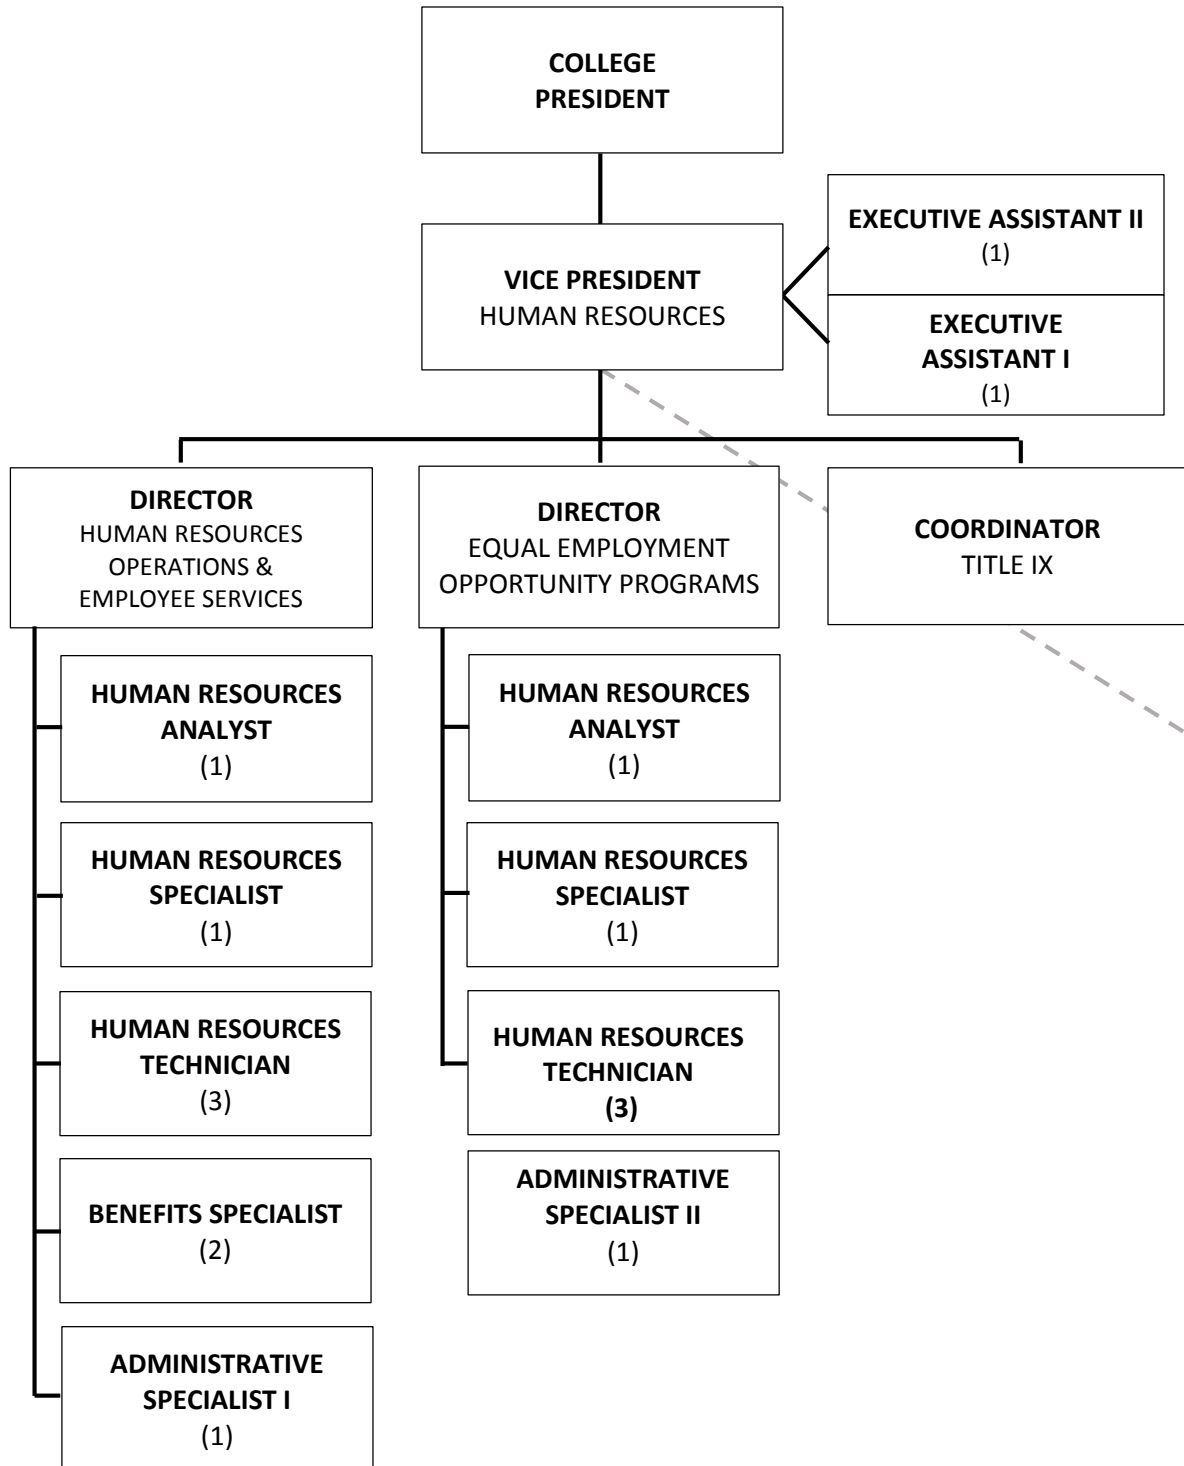 COLLEGE
PRESIDENT
VICE PRESIDENT
HUMAN RESOURCES
EXECUTIVE ASSISTANT II
(1)
EXECUTIVE
ASSISTANT I
(1)
DIRECTOR
HUMAN RESOURCES
OPERATIONS &
EMPLOYEE SERVICES
HUMAN RESOURCES
ANALYST
(1)
HUMAN RESOURCES
SPECIALIST
(1)
HUMAN RESOURCES
TECHNICIAN
(3)
BENEFITS SPECIALIST
(2)
ADMINISTRATIVE
SPECIALIST I
(1)
DIRECTOR
EQUAL EMPLOYMENT
OPPORTUNITY PROGRAMS
HUMAN RESOURCES
ANALYST
(1)
HUMAN RESOURCES
SPECIALIST
(1)
HUMAN RESOURCES
TECHNICIAN
(3)
ADMINISTRATIVE
SPECIALIST II
(1)
COORDINATOR
TITLE IX